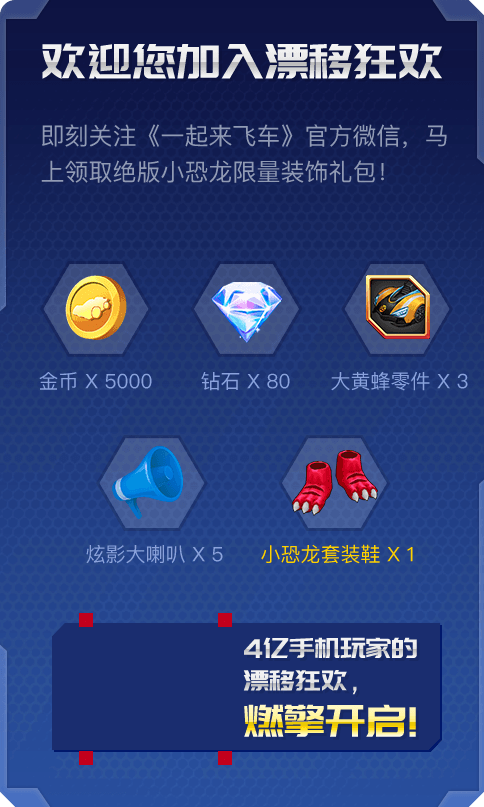 欢迎您加入漂移狂欢
即刻关注《一起来飞车》官方微信，马
上领取绝版小恐龙限量装饰礼包！
金币 X 5000
钻石 X 80
大黄蜂零件 X 3
炫影大喇叭 X 5
小恐龙套装鞋 X 1
4亿手机玩家的
漂移狂欢，
燃擎开启!